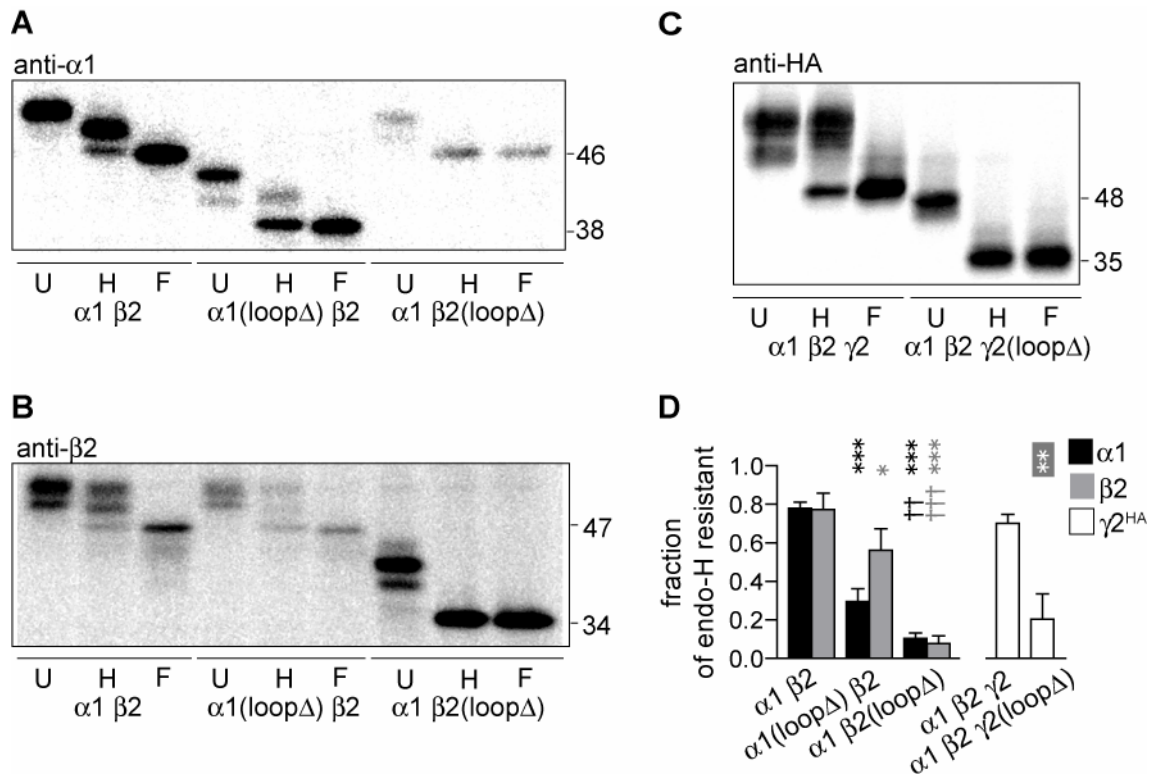 A
anti-α1
46
38
U H F U H F U H F
α1 β2 α1(loopΔ) β2 α1 β2(loopΔ)
B
anti-β2
47
34
U H F U H F U H F
α1 β2 α1(loopΔ) β2 α1 β2(loopΔ)
C
anti-HA
48
35
U H F U H F
α1 β2 γ2 α1 β2 γ2(loopΔ)
D
fraction
of endo-H resistant
1.0
0.8
0.6
0.4
0.2
0.0
*** * *** *** **
†† †††
α1
β2
γ2HA
α1 β2
α1(loopΔ) β2
α1 β2(loopΔ)
α1 β2 γ2
α1 β2 γ2(loopΔ)